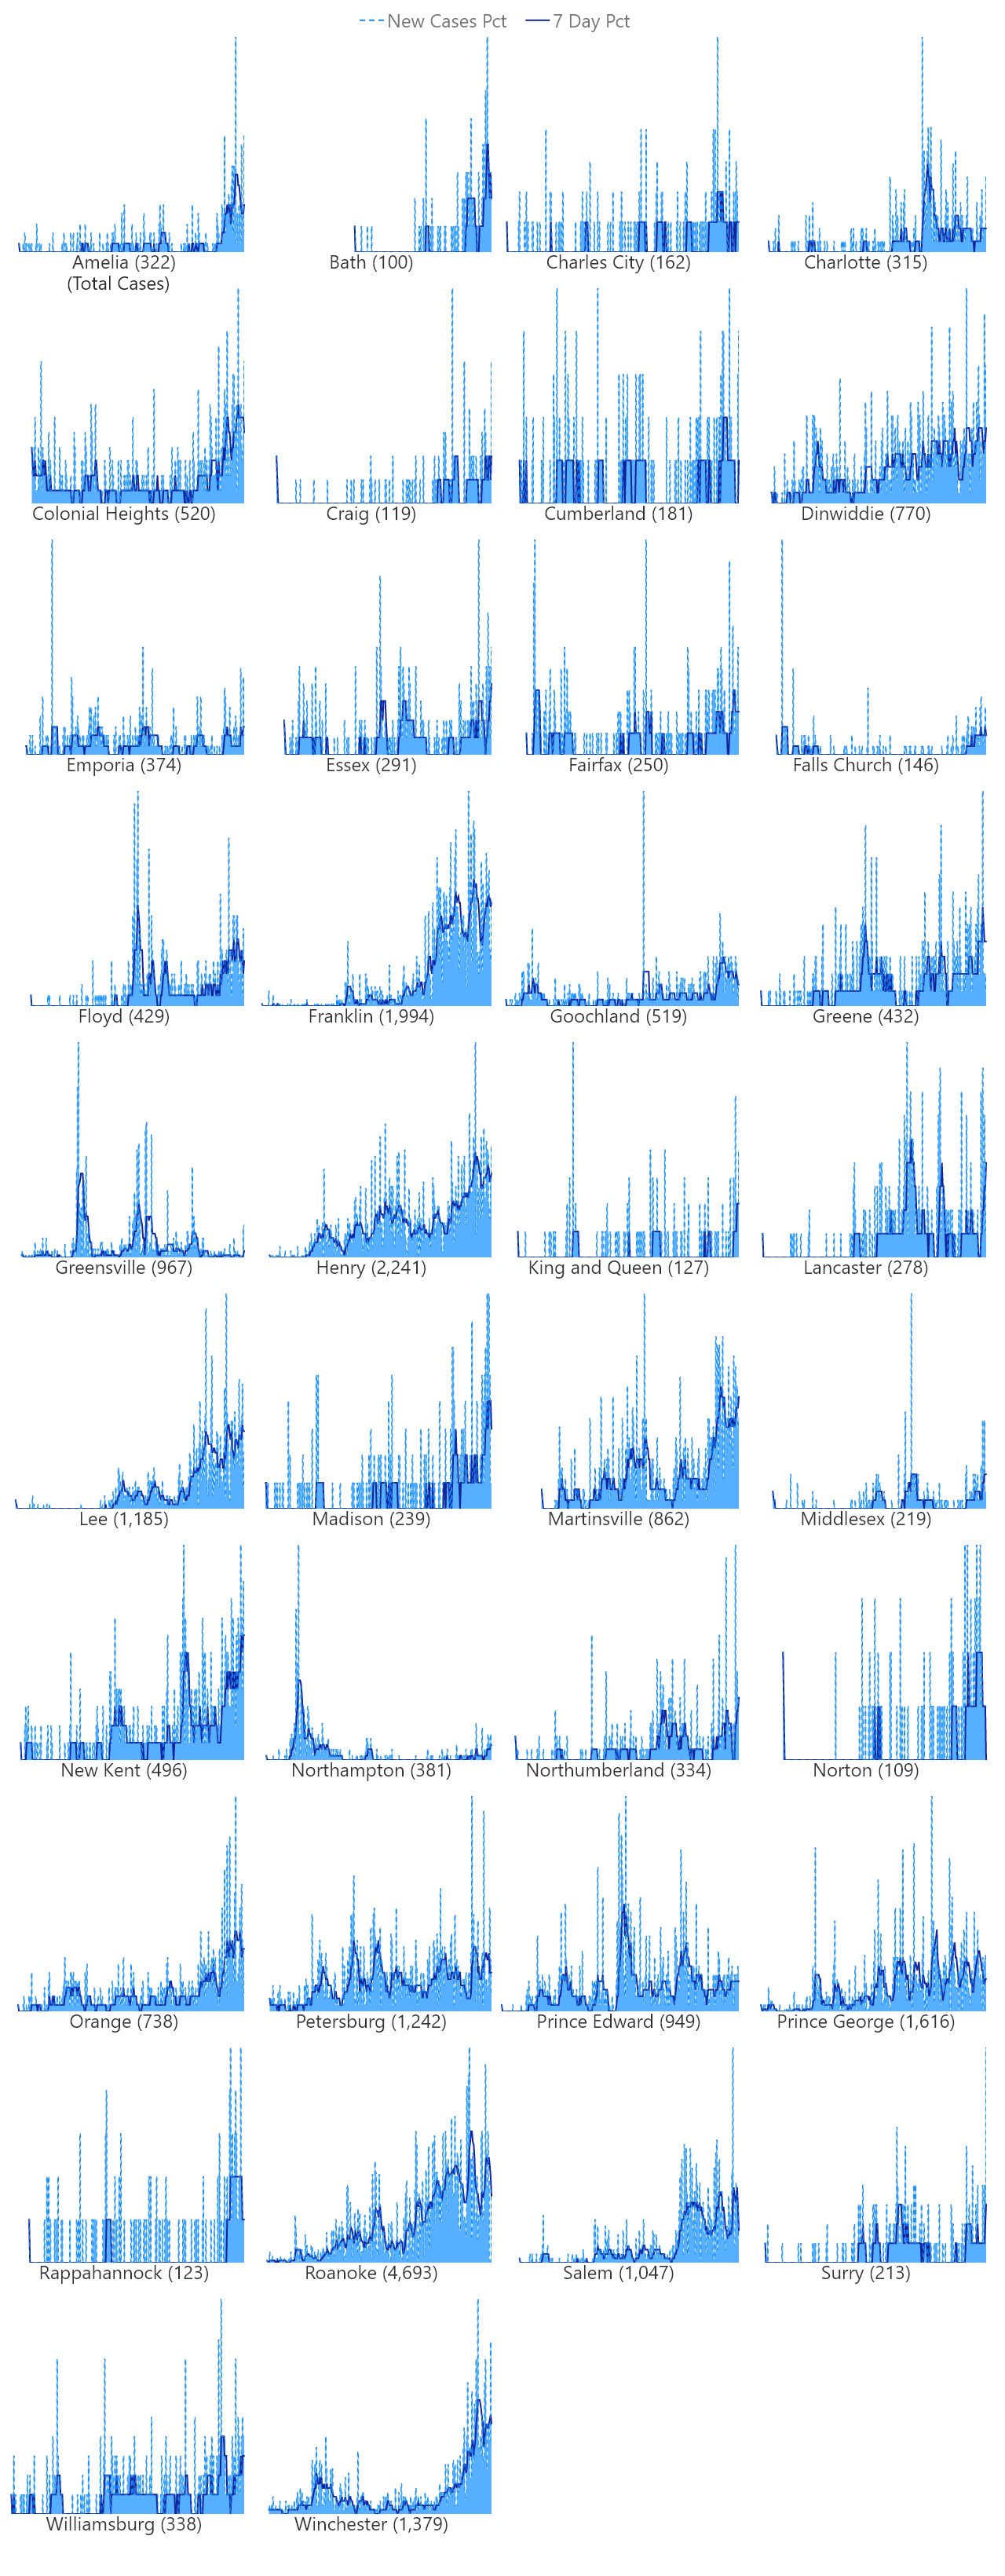 New Cases Pct 7 Day Pct
Amelia (322) Bath (100) Charles City (162) Charlotte (315)
(Total Cases)
Colonial Heights (520) Craig (119) Cumberland (181) Dinwiddie (770)
Emporia (374) Essex (291) Fairfax (250) Falls Church (146)
Floyd (429) Franklin (1,994) Goochland (519) Greene (432)
Greensville (967) Henry (2,241) King and Queen (127) Lancaster (278)
Lee (1,185) Madison (239) Martinsville (862) Middlesex (219)
New Kent (496) Northampton (381) Northumberland (334) Norton (109)
Orange (738) Petersburg (1,242) Prince Edward (949) Prince George (1,616)
Rappahannock (123) Roanoke (4,693) Salem (1,047) Surry (213)
Williamsburg (338) Winchester (1,379)